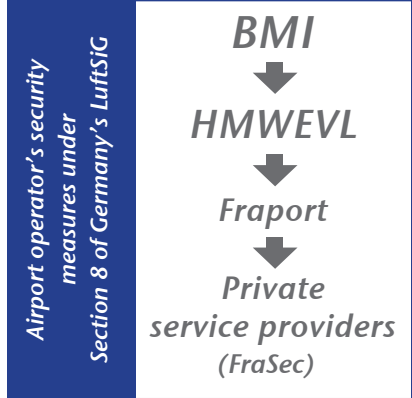 Airport operator’s security
measures under
Section 8 of Germany’s LuftSiG
BMI
HMWEVL
Fraport
Private
service providers
(FraSec)